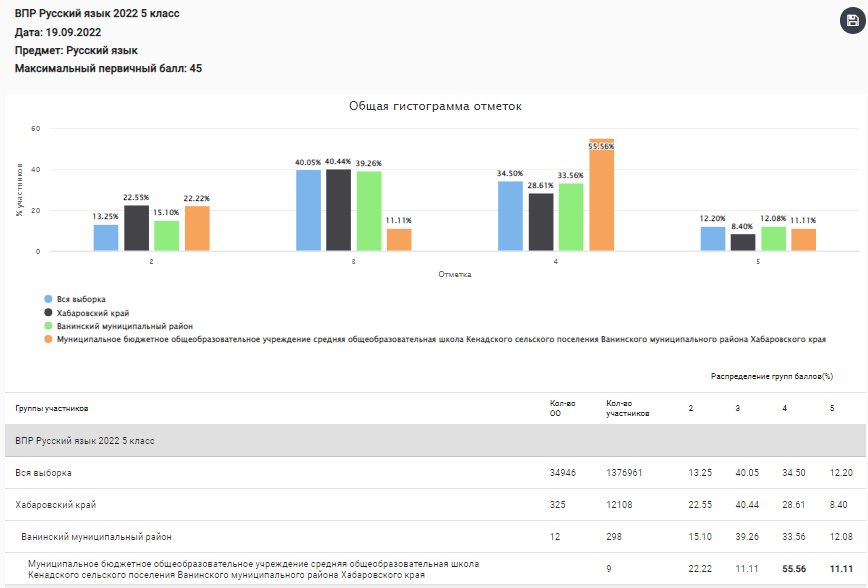 ВПР Русский язык 2022 5 класс
Дата: 19.09.2022
Предмет: Русский язык
Максимальный первичный балл: 45
Общая гистограмма отметок
% участников
60
40
20
0
13.25% 22.55% 15.10% 22.22%
40.05% 40.44% 39.26% 11.11%
34.50% 28.61% 33.56% 55.56%
12.20% 8.40% 12.08% 11.11%
2 3 4 5
Отметка
Вся выборка
Хабаровский край
Ванинский муниципальный район
Муниципальное бюджетное общеобразовательное учреждение средняя общеобразовательная школа Кенадского сельского поселения Ванинского муниципального района Хабаровского края
Распределение групп баллов(%)
Группы участников Кол-во ОО Кол-во участников 2 3 4 5
ВПР Русский язык 2022 5 класс
Вся выборка 34946 1376961 13.25 40.05 34.50 12.20
Хабаровский край 325 12108 22.55 40.44 28.61 8.40
Ванинский муниципальный район 12 298 15.10 39.26 33.56 12.08
Муниципальное бюджетное общеобразовательное учреждение средняя общеобразовательная школа
Кенадского сельского поселения Ванинского муниципального района Хабаровского края 9 22.22 11.11 55.56 11.11